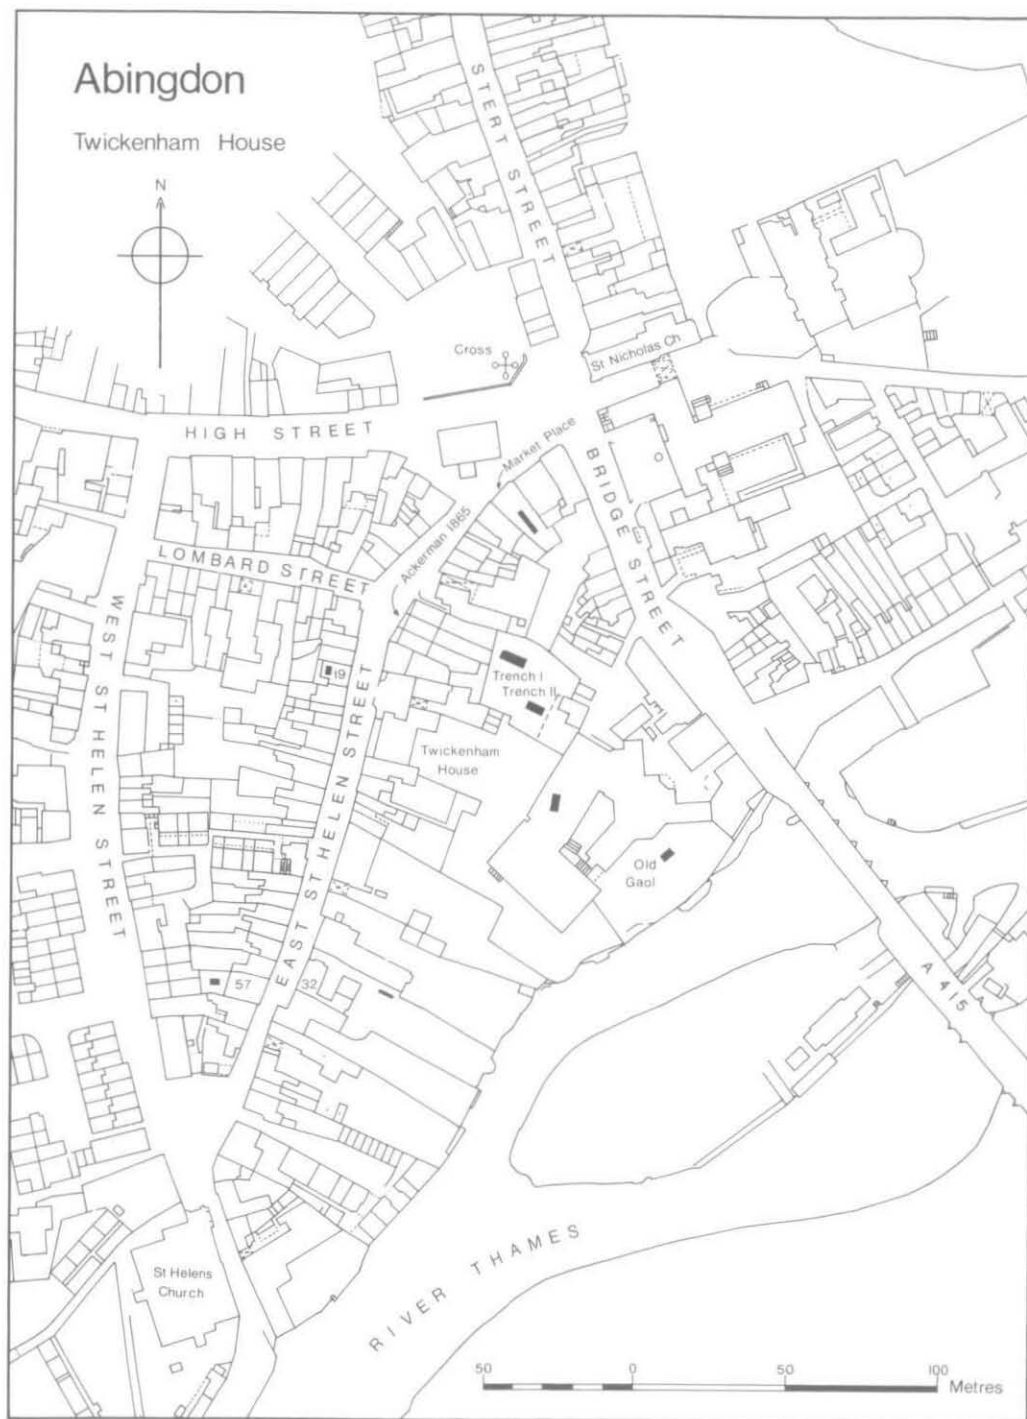 Abingdon
Twickenham House
N
STERT STREET
Cross
St Nicholas Ch
HIGH STREET
Market Place
BRIDGE STREET
Ackerman 1865
LOMBARD STREET
WEST ST HELEN STREET
19
Trench I
Trench II
EAST ST HELEN STREET
Twickenham
House
Old
Gaol
A 415
57
32
St Helens
Church
RIVER THAMES
50 0 50 100
Metres